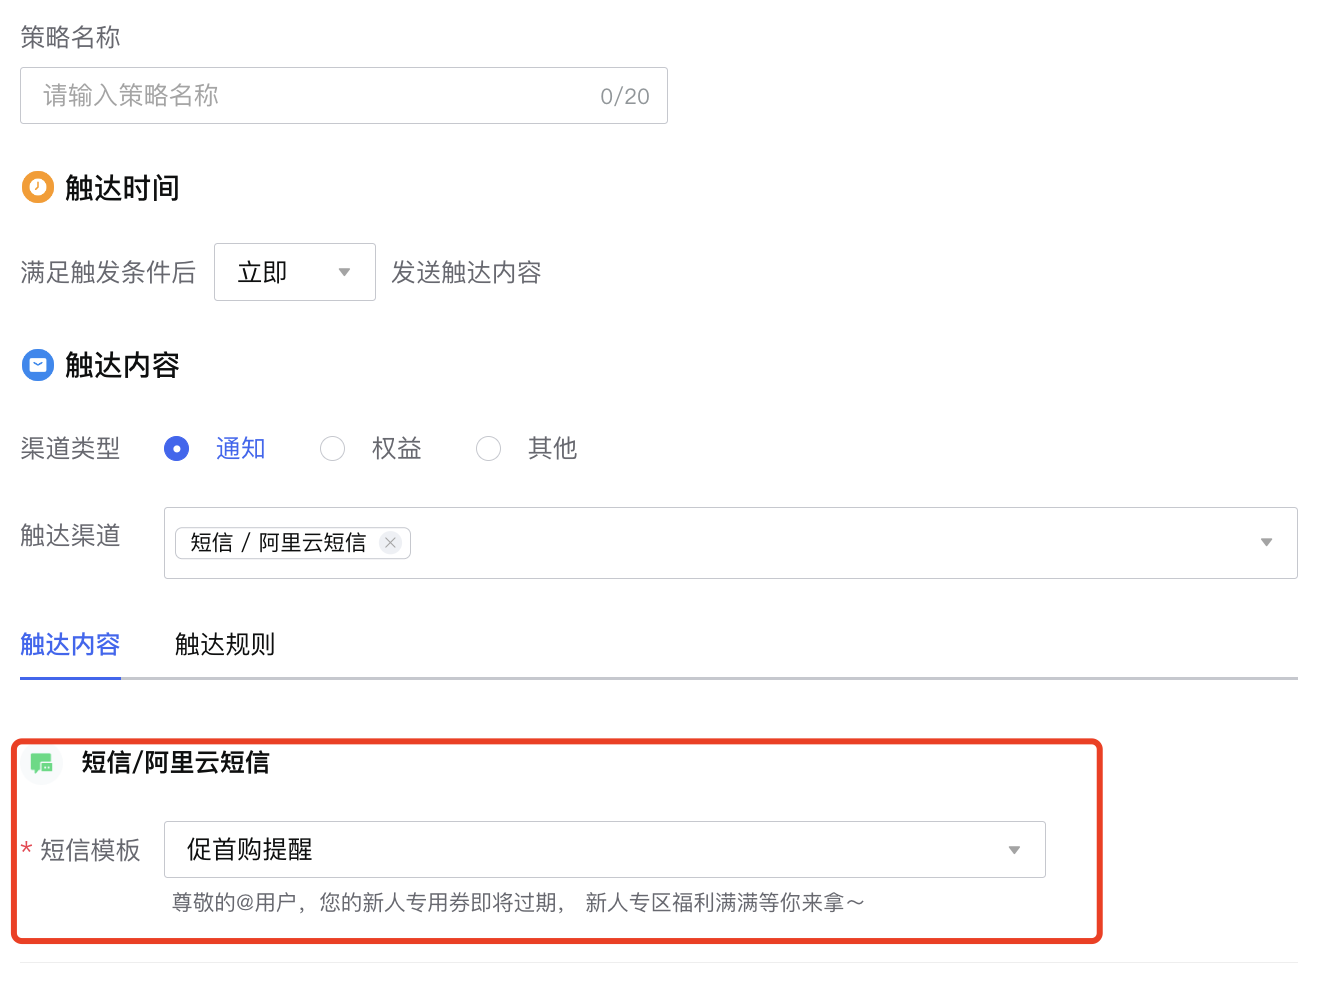 策略名称
请输入策略名称 0/20
触达时间
满足触发条件后 立即 发送触达内容
触达内容
渠道类型 通知 权益 其他
触达渠道 短信 / 阿里云短信
触达内容 触达规则
短信/阿里云短信
* 短信模板 促首购提醒
尊敬的@用户，您的新人专用券即将过期， 新人专区福利满满等你来拿～